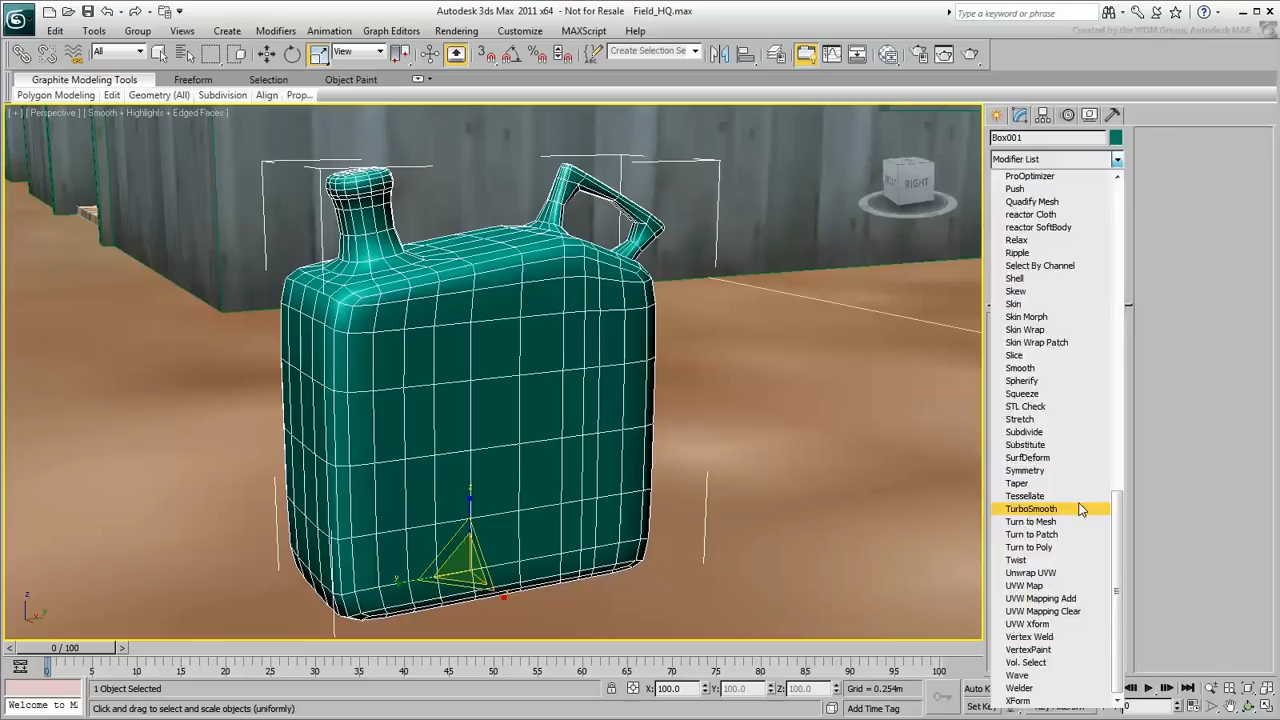 Autodesk 3ds Max 2011 x64 - Not for Resale Field_HQ.max
Type a keyword or phrase
Edit Tools Group Views Create Modifiers Animation Graph Editors Rendering Customize MAXScript Help
Created by the WDM Group, Autodesk M&E
All View Create Selection Se
Graphite Modeling Tools Freeform Selection Object Paint
Polygon Modeling Edit Geometry (All) Subdivision Align Prop...
[ + ] [ Perspective ] [ Smooth + Highlights + Edged Faces ]
RIGHT
Box001
Modifier List
ProOptimizer
Push
Quadify Mesh
reactor Cloth
reactor SoftBody
Relax
Ripple
Select By Channel
Shell
Skew
Skin
Skin Morph
Skin Wrap
Skin Wrap Patch
Slice
Smooth
Spherify
Squeeze
STL Check
Stretch
Subdivide
Substitute
SurfDeform
Symmetry
Taper
Tessellate
TurboSmooth
Turn to Mesh
Turn to Patch
Turn to Poly
Twist
Unwrap UVW
UVW Map
UVW Mapping Add
UVW Mapping Clear
UVW Xform
Vertex Weld
VertexPaint
Vol. Select
Wave
Welder
XForm
z
y
z
x
y
< 0 / 100 >
0 5 10 15 20 25 30 35 40 45 50 55 60 65 70 75 80 85 90 95 100
1 Object Selected X: 100.0 Y: 100.0 Z: 100.0 Grid = 0.254m Auto K
Welcome to M Click and drag to select and scale objects (uniformly) Add Time Tag Set K 0